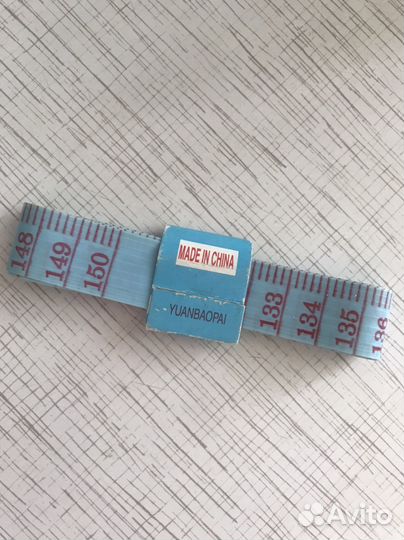 MADE IN CHINA
YUANBAOPAI
148 149 150
133 134 135 136
Avito